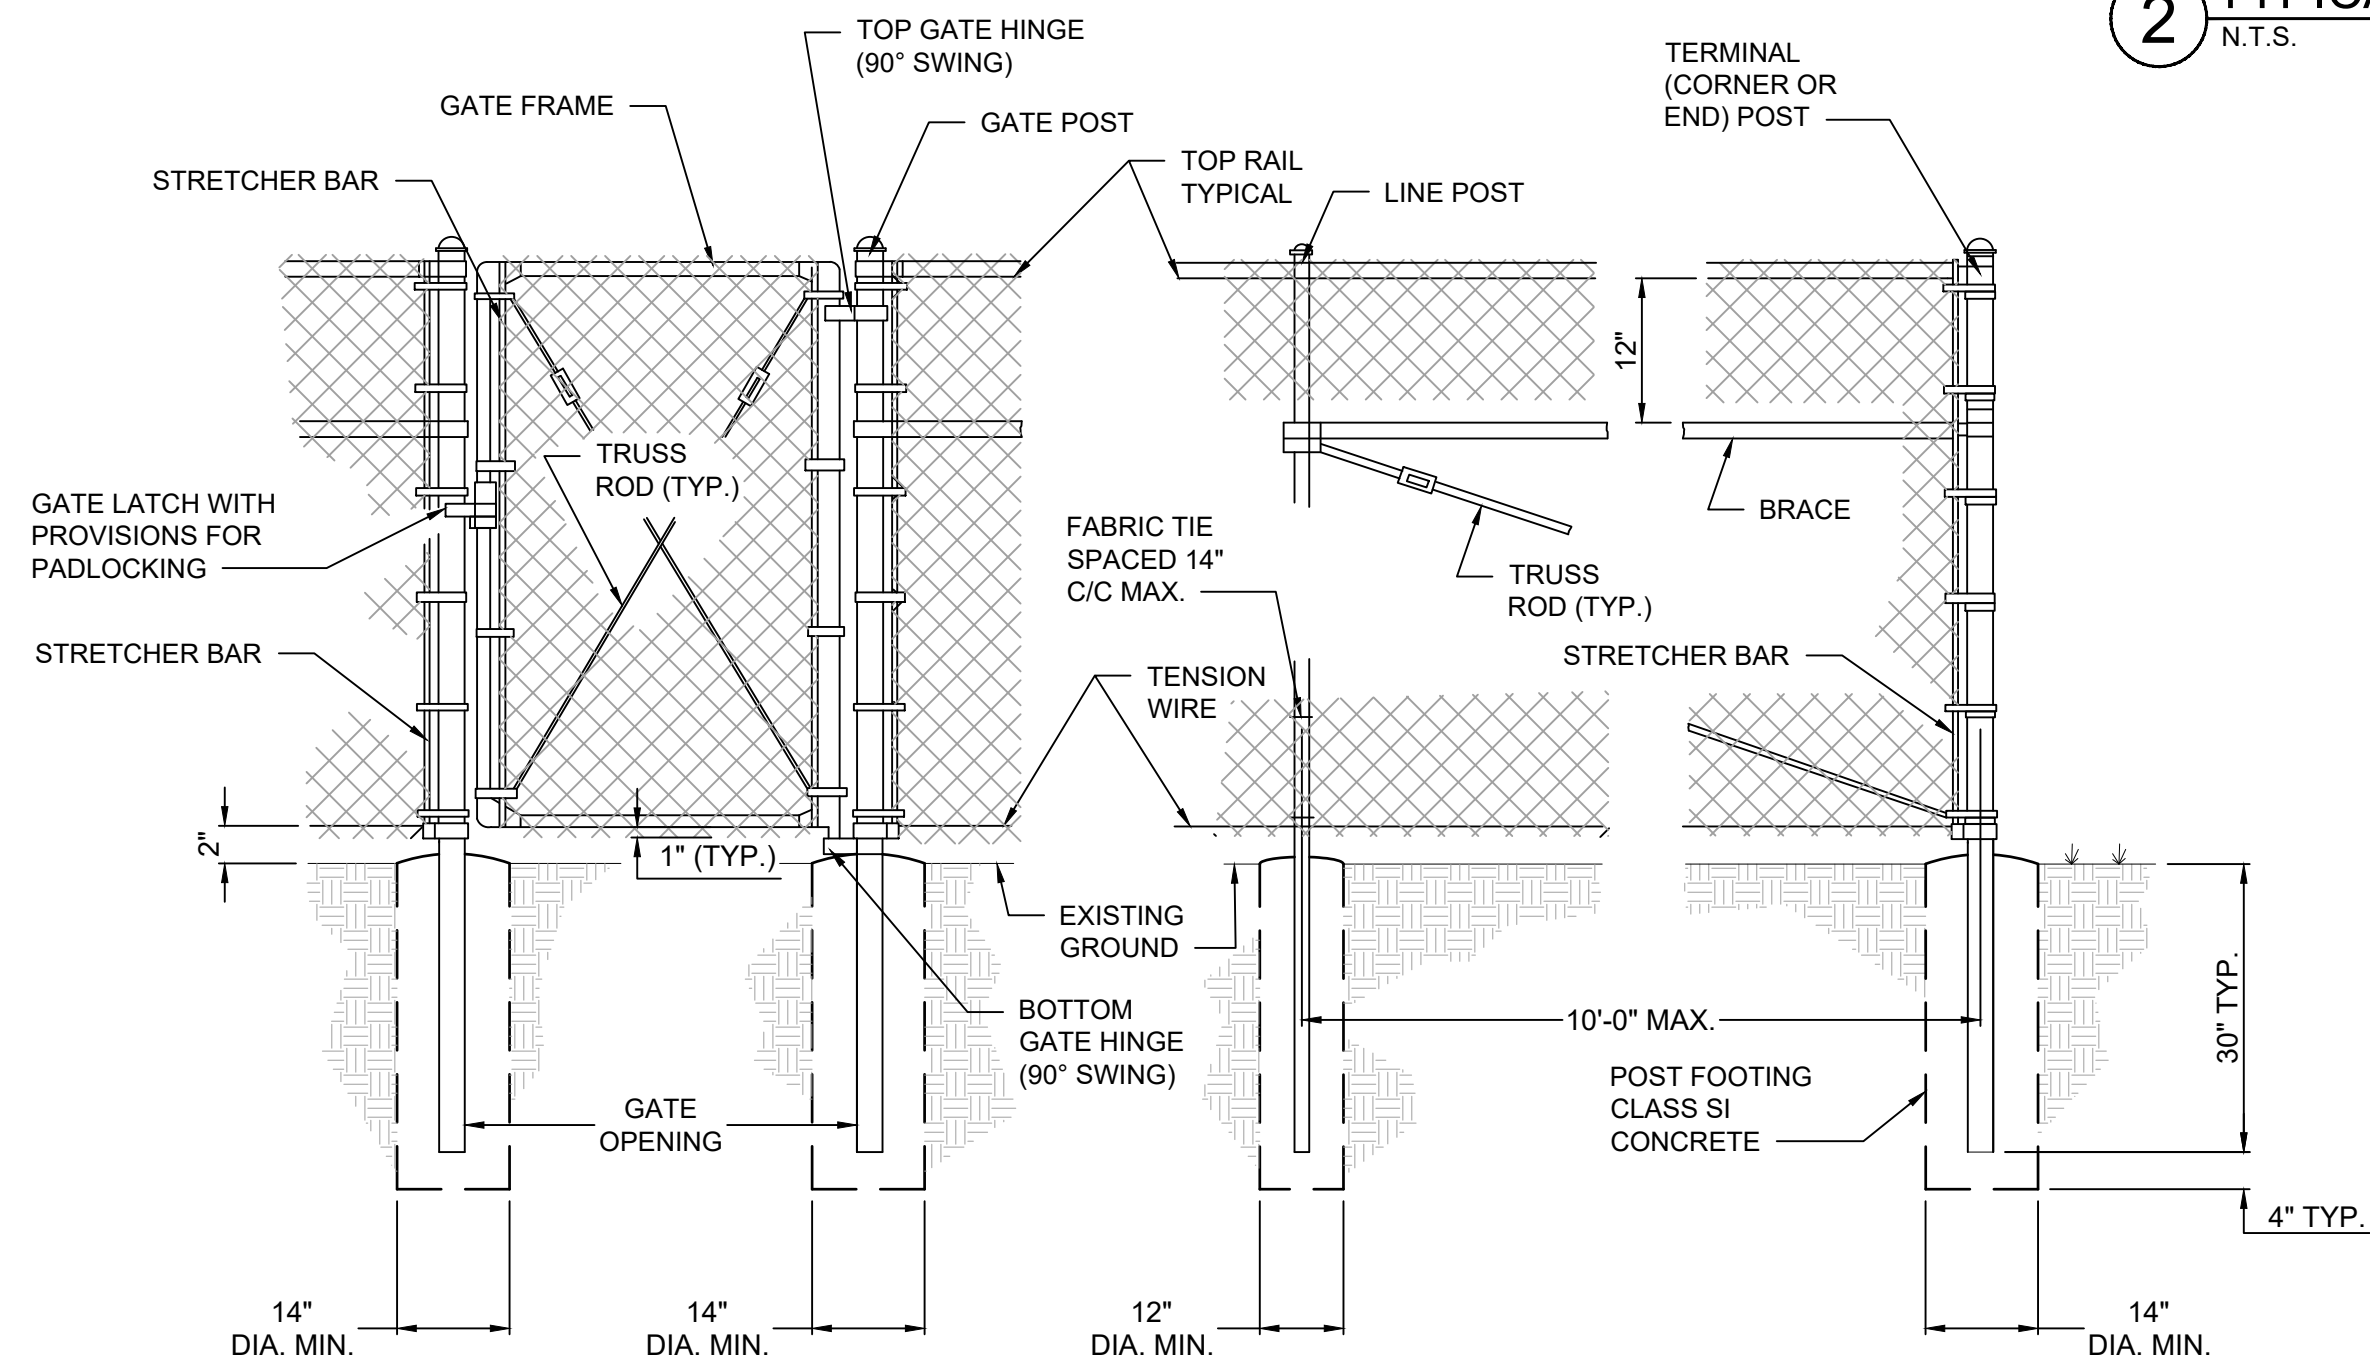 2
N.T.S.
TOP GATE HINGE
(90° SWING)
GATE FRAME
GATE POST
STRETCHER BAR
TOP RAIL
TYPICAL
LINE POST
TERMINAL
(CORNER OR
END) POST
12"
TRUSS
ROD (TYP.)
GATE LATCH WITH
PROVISIONS FOR
PADLOCKING
BRACE
FABRIC TIE
SPACED 14"
C/C MAX.
TRUSS
ROD (TYP.)
STRETCHER BAR
STRETCHER BAR
TENSION
WIRE
2"
1" (TYP.)
EXISTING
GROUND
BOTTOM
GATE HINGE
(90° SWING)
10'-0" MAX.
30" TYP.
GATE
OPENING
POST FOOTING
CLASS SI
CONCRETE
4" TYP.
14"
DIA. MIN.
14"
DIA. MIN.
12"
DIA. MIN.
14"
DIA. MIN.